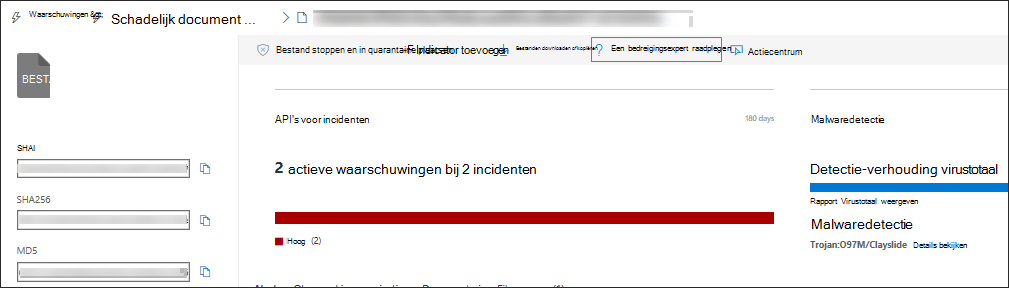 Waarschuwingen &gt;
Schadelijk document ...
Bestand stoppen en in quarantaine plaatsen
Indicator toevoegen
Bestanden downloaden of kopiëren
Een bedreigingsexpert raadplegen
Actiecentrum
BEST.
API's voor incidenten
180 days
Malwaredetectie
SHAI
2 actieve waarschuwingen bij 2 incidenten
Detectie-verhouding virustotaal
SHA256
Rapport Virustotaal weergeven
Malwaredetectie
Hoog (2)
Trojan:O97M/Clayslide Details bekijken
MD5